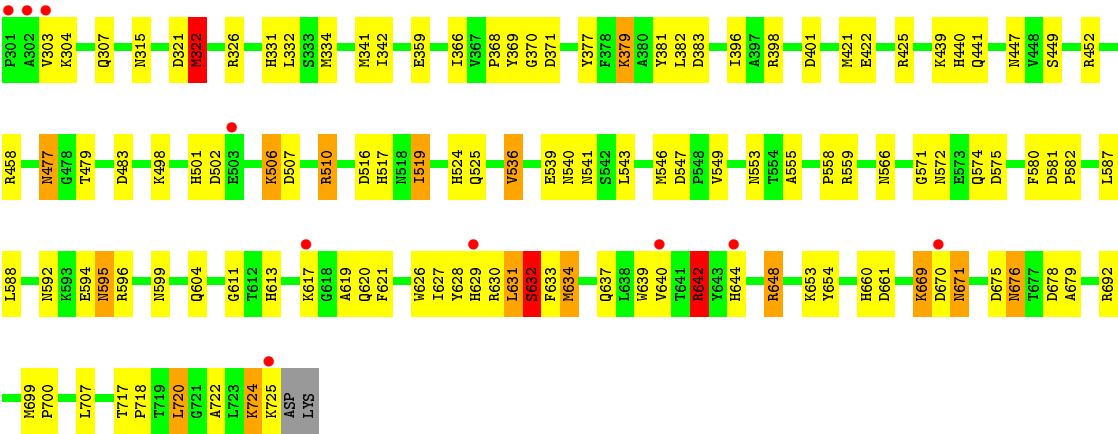 P301 A302 V303 K304 Q307 N315 D321 M322 R326 H331 L332 S333 M334 M341 I342 E359 I366 V367 P368 Y369 G370 D371 Y377 F378 K379 A380 Y381 L382 D383 I396 A397 R398 D401 M421 E422 R425 K439 H440 Q441 N447 V448 S449 R452
R458 N477 G478 T479 D483 K498 H501 D502 E503 K506 D507 R510 D516 H517 N518 I519 H524 Q525 V536 E539 N540 N541 S542 L543 M546 D547 P548 V549 N553 T554 A555 P558 R559 N566 G571 N572 E573 Q574 D575 F580 D581 P582 L587
L588 N592 K593 E594 N595 R596 N599 Q604 G611 T612 H613 K617 G618 A619 Q620 F621 W626 I627 Y628 H629 R630 L631 S632 F633 M634 Q637 L638 W639 V640 T641 R642 Y643 H644 R648 K653 Y654 H660 D661 K669 D670 N671 D675 N676 T677 D678 A679 R692
M699 P700 L707 T717 P718 T719 L720 G721 A722 L723 K724 K725 ASP LYS